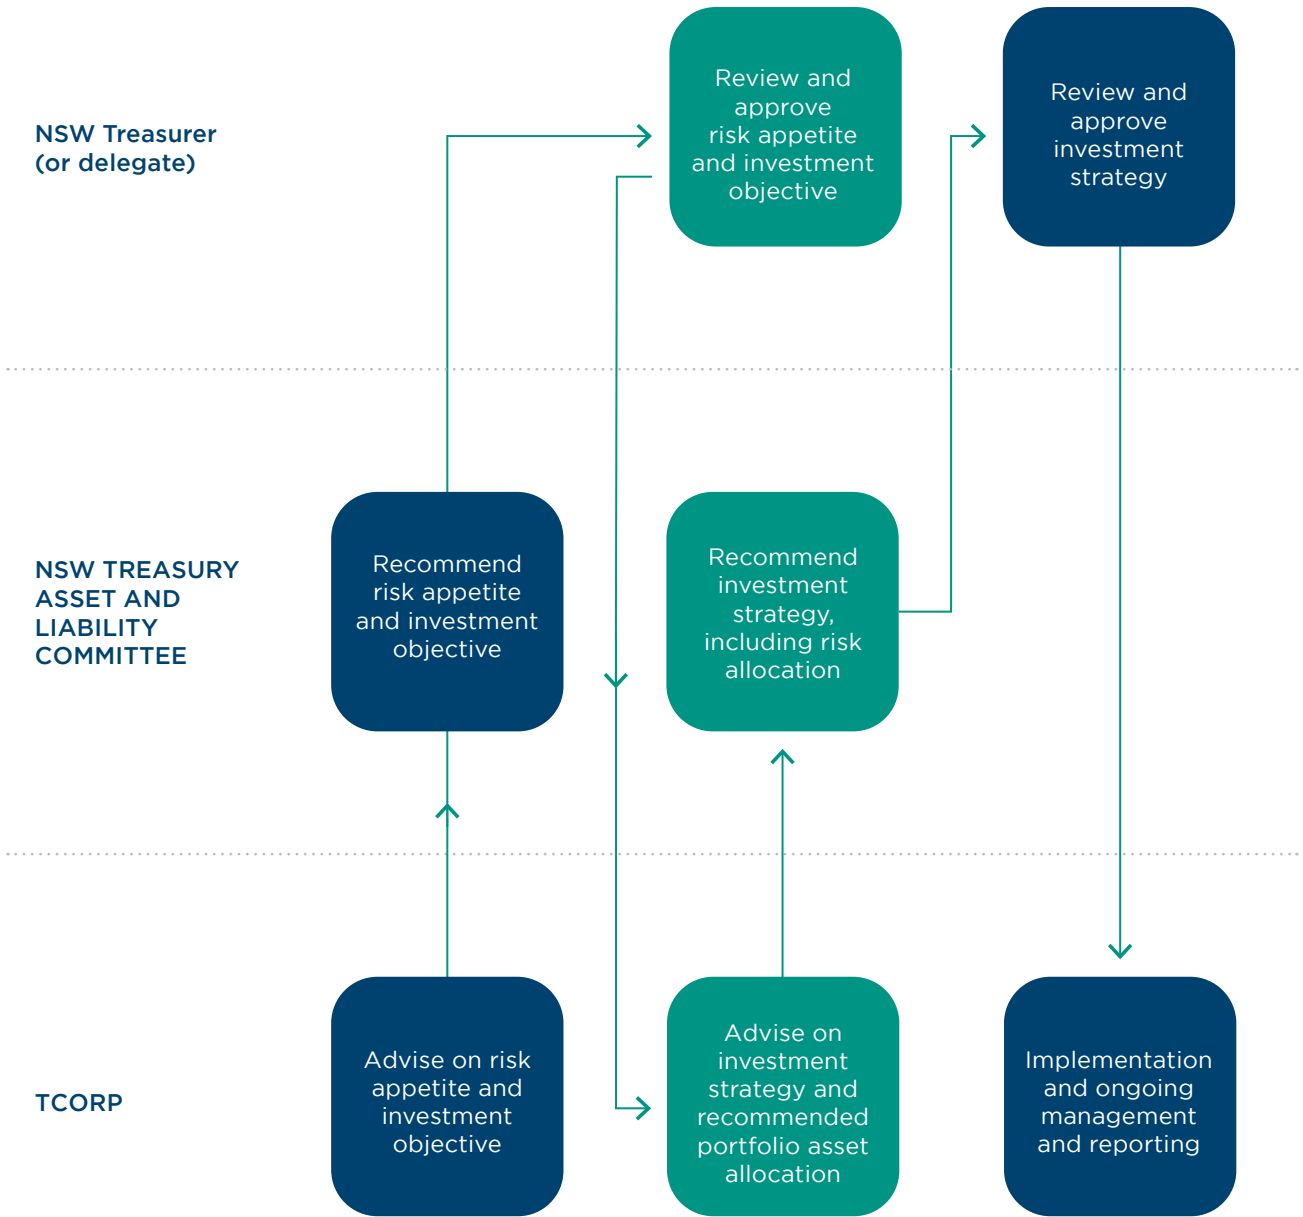 NSW Treasurer
(or delegate)
Review and
approve
risk appetite
and investment
objective
Review and
approve
investment
strategy
NSW TREASURY
ASSET AND
LIABILITY
COMMITTEE
Recommend
risk appetite
and investment
objective
Recommend
investment
strategy,
including risk
allocation
TCORP
Advise on risk
appetite and
investment
objective
Advise on
investment
strategy and
recommended
portfolio asset
allocation
Implementation
and ongoing
management
and reporting